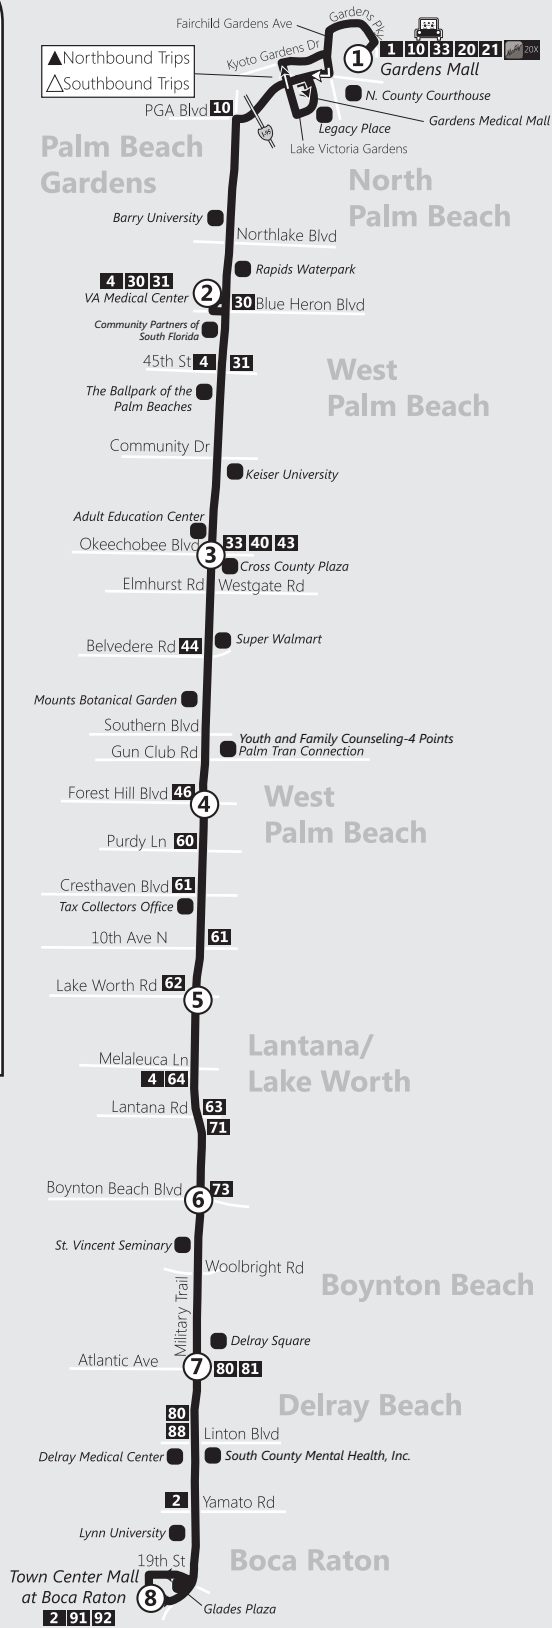 Fairchild Gardens Ave
Gardens Pkwy
Kyoto Gardens Dr
▲Northbound Trips
△Southbound Trips
1
1 10 33 20 21 20X
Gardens Mall
N. County Courthouse
PGA Blvd 10
I-95
Gardens Medical Mall
Legacy Place
Lake Victoria Gardens
Palm Beach
Gardens
North
Palm Beach
Barry University
Northlake Blvd
Rapids Waterpark
4 30 31
VA Medical Center
2
30 Blue Heron Blvd
Community Partners of
South Florida
45th St 4
31
West
Palm Beach
The Ballpark of the
Palm Beaches
Community Dr
Keiser University
Adult Education Center
Okeechobee Blvd
3
33 40 43
Cross County Plaza
Elmhurst Rd
Westgate Rd
Super Walmart
Belvedere Rd 44
Mounts Botanical Garden
Southern Blvd
Youth and Family Counseling-4 Points
Palm Tran Connection
Gun Club Rd
Forest Hill Blvd 46
4
West
Palm Beach
Purdy Ln 60
Cresthaven Blvd 61
Tax Collectors Office
10th Ave N
61
Lake Worth Rd 62
5
Lantana/
Lake Worth
Melaleuca Ln
4 64
Lantana Rd
63
71
Boynton Beach Blvd
6
73
St. Vincent Seminary
Woolbright Rd
Boynton Beach
Military Trail
Delray Square
Atlantic Ave
7
80 81
Delray Beach
80
88
Linton Blvd
Delray Medical Center
South County Mental Health, Inc.
2
Yamato Rd
Lynn University
Boca Raton
19th St
Town Center Mall
at Boca Raton
8
Glades Plaza
2 91 92